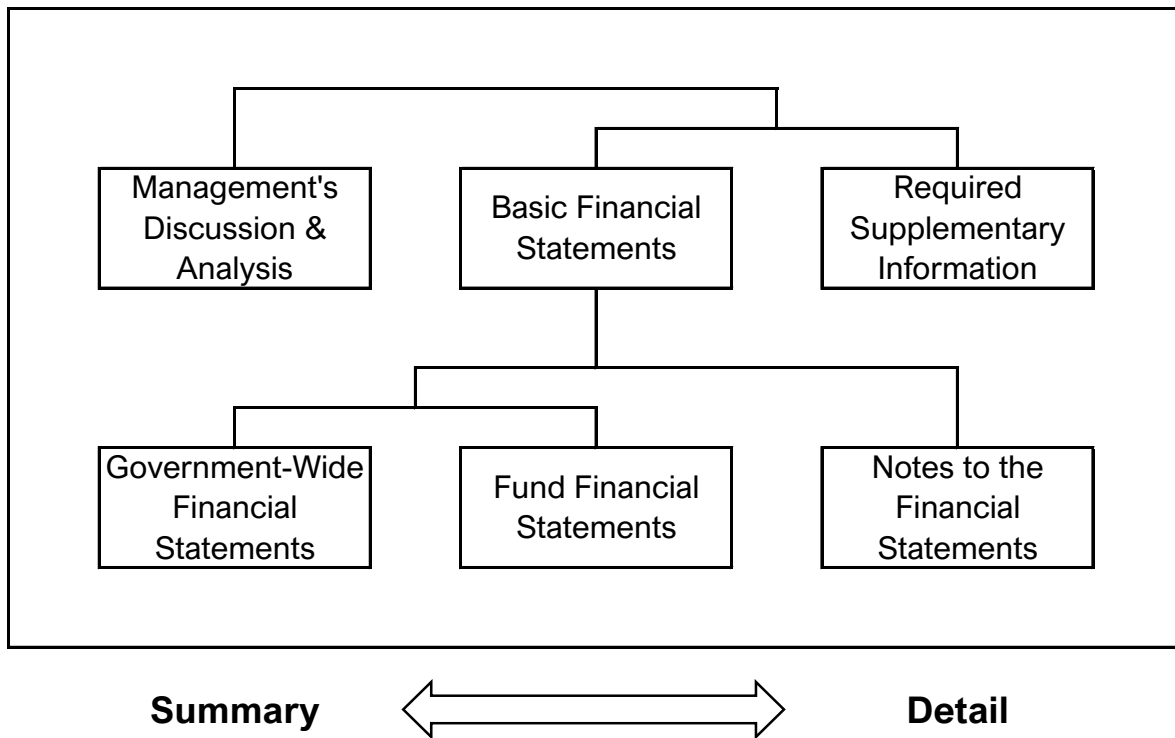 Management's
Discussion &
Analysis
Basic Financial
Statements
Required
Supplementary
Information
Government-Wide
Financial
Statements
Fund Financial
Statements
Notes to the
Financial
Statements
Summary
Detail